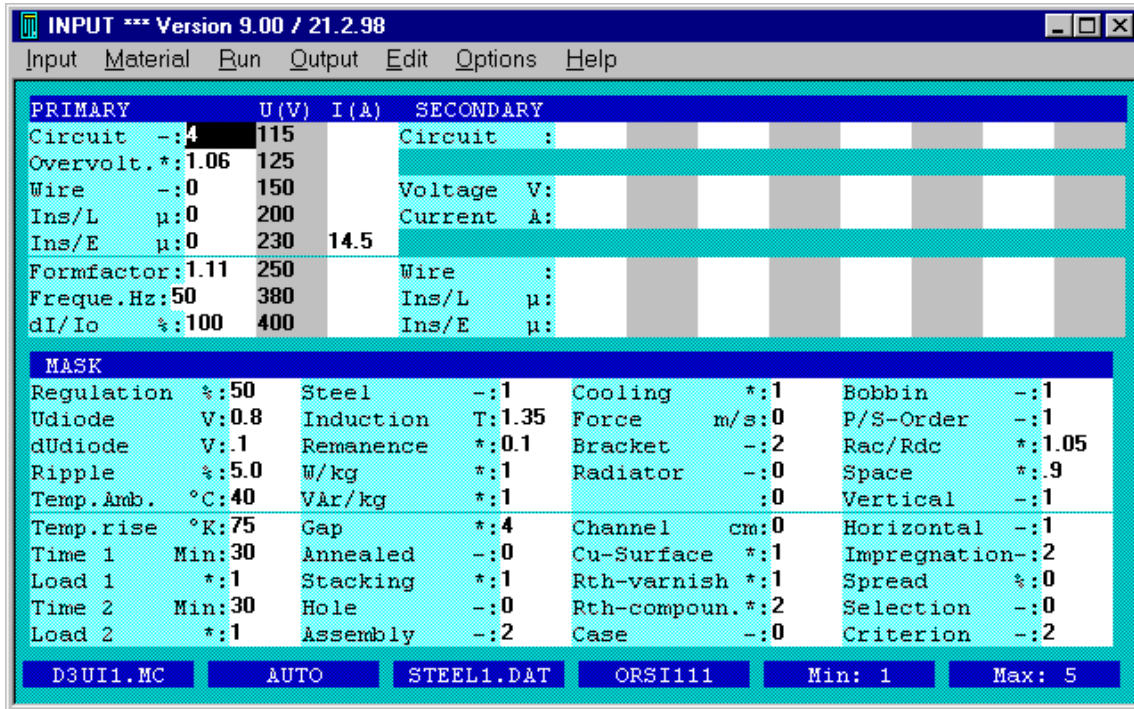 INPUT *** Version 9.00 / 21.2.98
Input Material Run Output Edit Options Help
PRIMARY U(V) I(A) SECONDARY
Circuit -:4 115 Circuit :
Overvolt.*:1.06 125
Wire -:0 150 Voltage V:
Ins/L µ:0 200 Current A:
Ins/E µ:0 230 14.5
Formfactor:1.11 250 Wire :
Freque.Hz:50 380 Ins/L µ:
dI/Io %:100 400 Ins/E µ:
MASK
Regulation %:50 Steel -:1 Cooling *:1 Bobbin -:1
Udiode V:0.8 Induction T:1.35 Force m/s:0 P/S-Order -:1
dUdiode V:.1 Remanence *:0.1 Bracket -:2 Rac/Rdc *:1.05
Ripple %:5.0 W/kg *:1 Radiator -:0 Space *:.9
Temp.Amb. °C:40 VAr/kg *:1 :0 Vertical -:1
Temp.rise °K:75 Gap *:4 Channel cm:0 Horizontal -:1
Time 1 Min:30 Annealed -:0 Cu-Surface *:1 Impregnation-:2
Load 1 *:1 Stacking *:1 Rth-varnish *:1 Spread %:0
Time 2 Min:30 Hole -:0 Rth-compoun.*:2 Selection -:0
Load 2 *:1 Assembly -:2 Case -:0 Criterion -:2
D3UI1.MC AUTO STEEL1.DAT ORSI111 Min: 1 Max: 5